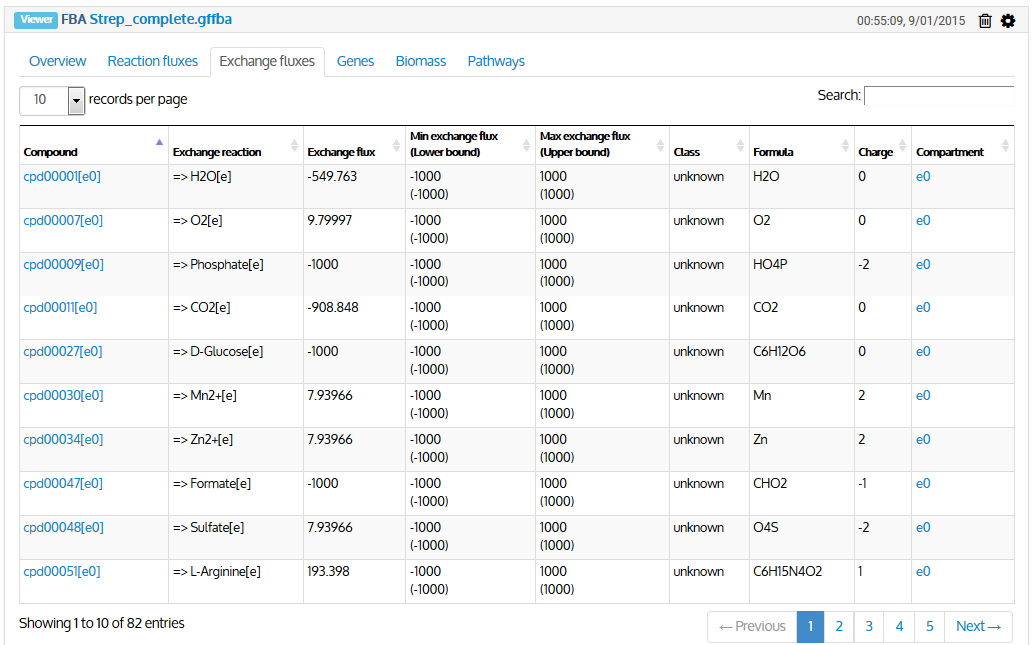 Viewer FBA Strep_complete.gffba 00:55:09, 9/01/2015
Overview Reaction fluxes Exchange fluxes Genes Biomass Pathways
10 records per page Search:
Compound Exchange reaction Exchange flux Min exchange flux (Lower bound) Max exchange flux (Upper bound) Class Formula Charge Compartment
cpd00001[e0] => H2O[e] -549.763 -1000 1000 unknown H2O 0 e0
(-1000) (1000)
cpd00007[e0] => O2[e] 9.79997 -1000 1000 unknown O2 0 e0
(-1000) (1000)
cpd00009[e0] => Phosphate[e] -1000 -1000 1000 unknown HO4P -2 e0
(-1000) (1000)
cpd00011[e0] => CO2[e] -908.848 -1000 1000 unknown CO2 0 e0
(-1000) (1000)
cpd00027[e0] => D-Glucose[e] -1000 -1000 1000 unknown C6H12O6 0 e0
(-1000) (1000)
cpd00030[e0] => Mn2+[e] 7.93966 -1000 1000 unknown Mn 2 e0
(-1000) (1000)
cpd00034[e0] => Zn2+[e] 7.93966 -1000 1000 unknown Zn 2 e0
(-1000) (1000)
cpd00047[e0] => Formate[e] -1000 -1000 1000 unknown CHO2 -1 e0
(-1000) (1000)
cpd00048[e0] => Sulfate[e] 7.93966 -1000 1000 unknown O4S -2 e0
(-1000) (1000)
cpd00051[e0] => L-Arginine[e] 193.398 -1000 1000 unknown C6H15N4O2 1 e0
(-1000) (1000)
Showing 1 to 10 of 82 entries ← Previous 1 2 3 4 5 Next →